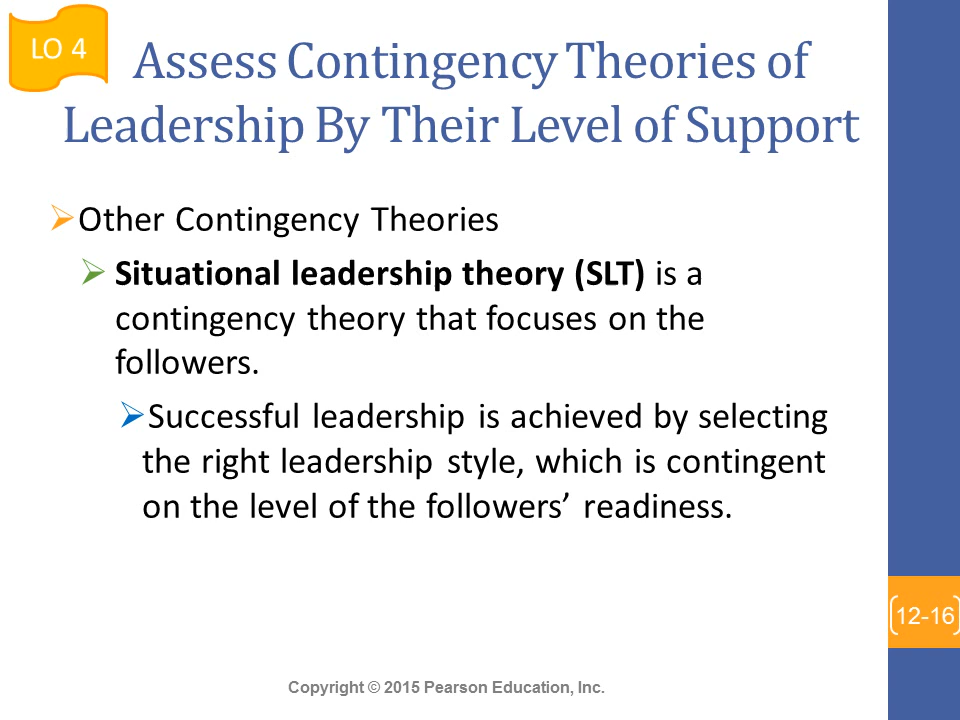 LO 4
Assess Contingency Theories of
Leadership By Their Level of Support
Other Contingency Theories
Situational leadership theory (SLT) is a
contingency theory that focuses on the
followers.
Successful leadership is achieved by selecting
the right leadership style, which is contingent
on the level of the followers’ readiness.
12-16
Copyright © 2015 Pearson Education, Inc.